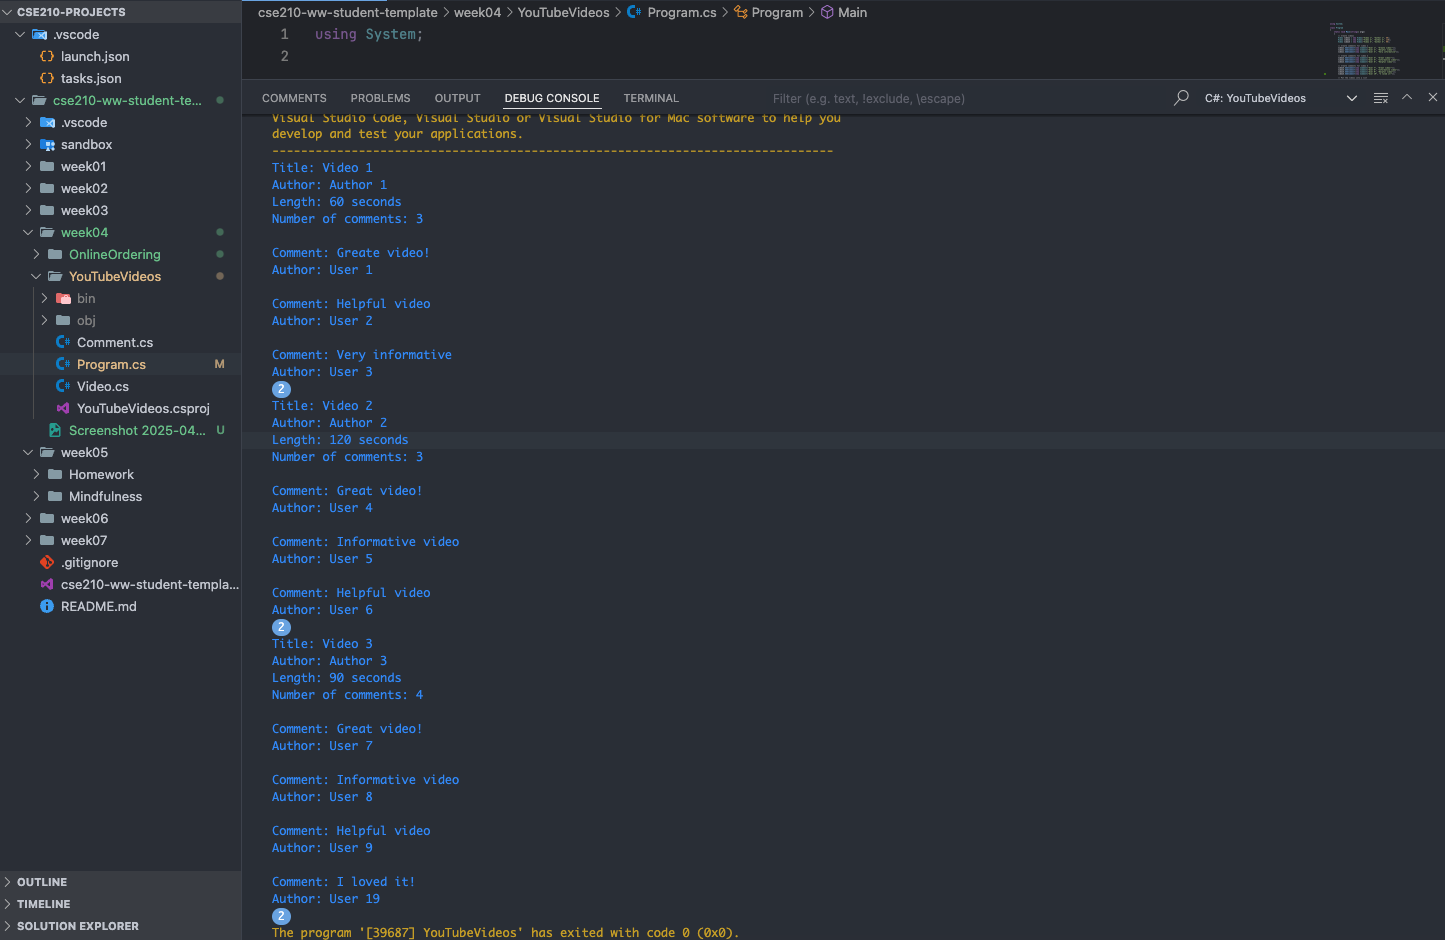 CSE210-PROJECTS
.vscode
launch.json
tasks.json
cse210-ww-student-te...
.vscode
sandbox
week01
week02
week03
week04
OnlineOrdering
YouTubeVideos
bin
obj
Comment.cs
Program.cs M
Video.cs
YouTubeVideos.csproj
Screenshot 2025-04... U
week05
Homework
Mindfulness
week06
week07
.gitignore
cse210-ww-student-templa...
README.md
OUTLINE
TIMELINE
SOLUTION EXPLORER
cse210-ww-student-template > week04 > YouTubeVideos > Program.cs > Program > Main
1 using System;
2
COMMENTS PROBLEMS OUTPUT DEBUG CONSOLE TERMINAL Filter (e.g. text, !exclude, \escape) C#: YouTubeVideos
Visual Studio Code, Visual Studio or Visual Studio for Mac software to help you
develop and test your applications.
------------------------------------------------------------------------------
Title: Video 1
Author: Author 1
Length: 60 seconds
Number of comments: 3
Comment: Greate video!
Author: User 1
Comment: Helpful video
Author: User 2
Comment: Very informative
Author: User 3
2
Title: Video 2
Author: Author 2
Length: 120 seconds
Number of comments: 3
Comment: Great video!
Author: User 4
Comment: Informative video
Author: User 5
Comment: Helpful video
Author: User 6
2
Title: Video 3
Author: Author 3
Length: 90 seconds
Number of comments: 4
Comment: Great video!
Author: User 7
Comment: Informative video
Author: User 8
Comment: Helpful video
Author: User 9
Comment: I loved it!
Author: User 19
2
The program '[39687] YouTubeVideos' has exited with code 0 (0x0).